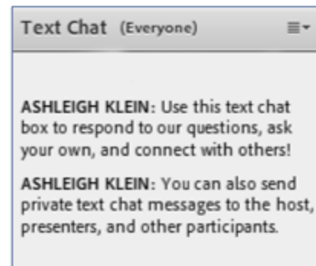 Text Chat (Everyone)
ASHLEIGH KLEIN: Use this text chat
box to respond to our questions, ask
your own, and connect with others!
ASHLEIGH KLEIN: You can also send
private text chat messages to the host,
presenters, and other participants.